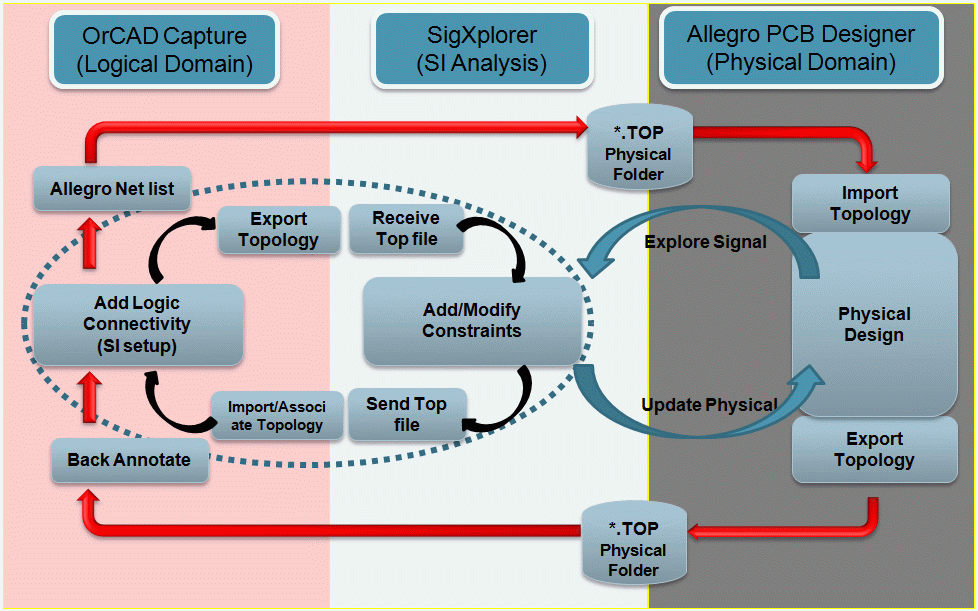 OrCAD Capture
(Logical Domain)
SigXplorer
(SI Analysis)
Allegro PCB Designer
(Physical Domain)
*.TOP
Physical
Folder
Allegro Net list
Import
Topology
Export
Topology
Receive
Top file
Explore Signal
Add Logic
Connectivity
(SI setup)
Add/Modify
Constraints
Physical
Design
Import/Associ
ate Topology
Send Top
file
Update Physical
Back Annotate
Export
Topology
*.TOP
Physical
Folder